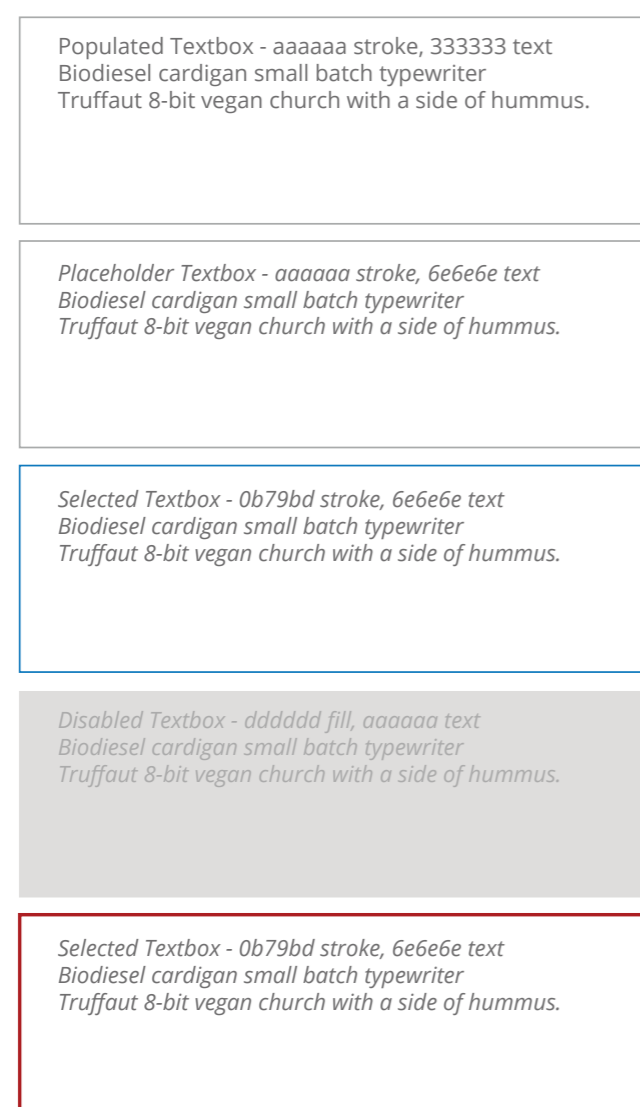 Populated Textbox - aaaaaa stroke, 333333 text
Biodiesel cardigan small batch typewriter
Truffaut 8-bit vegan church with a side of hummus.
Placeholder Textbox - aaaaaa stroke, 6e6e6e text
Biodiesel cardigan small batch typewriter
Truffaut 8-bit vegan church with a side of hummus.
Selected Textbox - 0b79bd stroke, 6e6e6e text
Biodiesel cardigan small batch typewriter
Truffaut 8-bit vegan church with a side of hummus.
Disabled Textbox - dddddd fill, aaaaaa text
Biodiesel cardigan small batch typewriter
Truffaut 8-bit vegan church with a side of hummus.
Selected Textbox - 0b79bd stroke, 6e6e6e text
Biodiesel cardigan small batch typewriter
Truffaut 8-bit vegan church with a side of hummus.